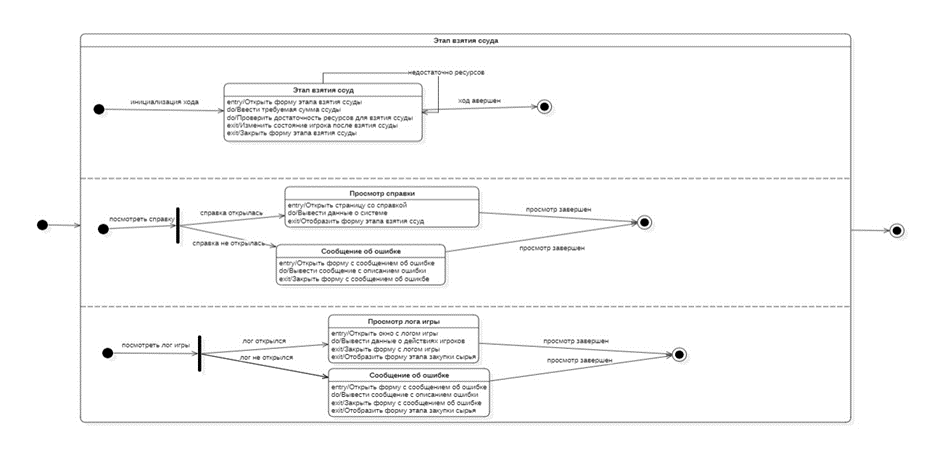 Этап взятия ссуда
недостаточно ресурсов
Этап взятия ссуд
инициализация хода
entry/Открыть форму этапа взятия ссуды
do/Ввести требуемая сумма ссуды
do/Проверить достаточность ресурсов для взятия ссуды
exit/Изменить состояние игрока после взятия ссуды
exit/Закрыть форму этапа взятия ссуды
ход авершен
Просмотр справки
посмотреть справку
справка открылась
entry/Открыть страницу со справкой
do/Вывести данные о системе
exit/Отобразить форму этапа взятия ссуд
просмотр завершен
справка не открылась
Сообщение об ошибке
entry/Открыть форму с сообщением об ошибке
do/Вывести сообщение с описанием ошибки
exit/Закрыть форму с сообщением об ошибке
просмотр завершен
Просмотр лога игры
посмотреть лог игры
лог открылся
entry/Открыть окно с логом игры
do/Вывести данные о действиях игроков
exit/Закрыть форму с логом игры
exit/Отобразить форму этапа закупки сырья
просмотр завершен
лог не открылся
Сообщение об ошибке
entry/Открыть форму с сообщением об ошибке
do/Вывести сообщение с описанием ошибки
exit/Закрыть форму с сообщением об ошибке
exit/Отобразить форму этапа закупки сырья
просмотр завершен